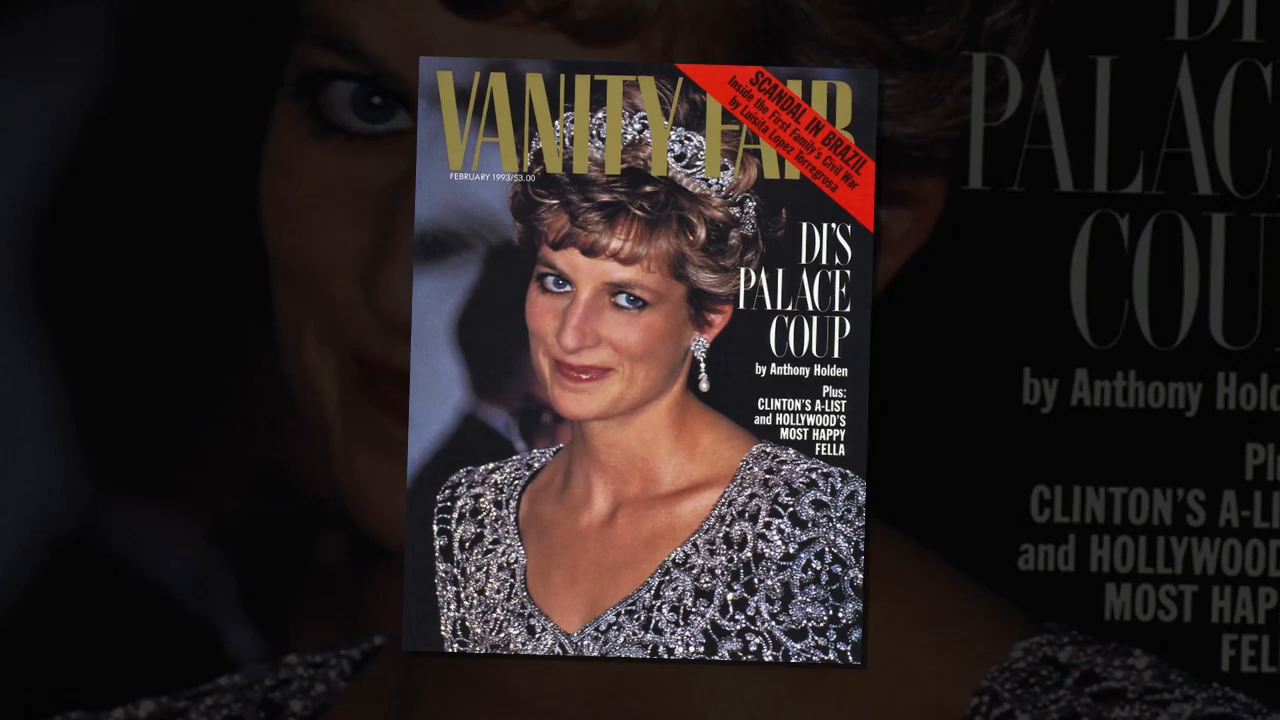 VANITY FAIR
FEBRUARY 1993/$3.00
SCANDAL IN BRAZIL
Inside the First Family's Civil War
by Luisita Lopez Torregrosa
DI'S
PALACE
COUP
by Anthony Holden
Plus:
CLINTON'S A-LIST
and HOLLYWOOD'S
MOST HAPPY
FELLA
DI'S
PALAC
COU
by Anthony Hold
Pl
CLINTON'S A-LI
and HOLLYWOOD
MOST HAP
FEL